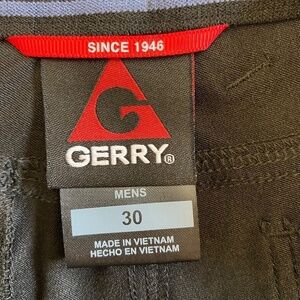 SINCE 1946
GERRY®
MENS
30
MADE IN VIETNAM
HECHO EN VIETNAM